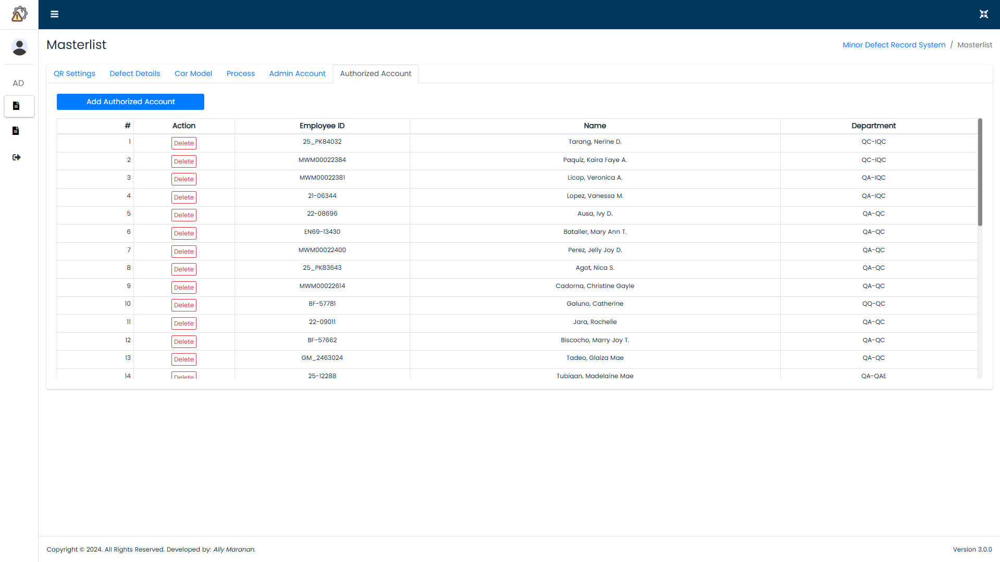 Masterlist
Minor Defect Record System / Masterlist
QR Settings Defect Details Car Model Process Admin Account Authorized Account
AD
Add Authorized Account
# Action Employee ID Name Department
1 Delete 25_PK84032 Tarang, Nerine D. QC-IQC
2 Delete MWM00022384 Paquiz, Kaira Faye A. QC-IQC
3 Delete MWM00022381 Licop, Veronica A. QA-IQC
4 Delete 21-06344 Lopez, Vanessa M. QA-IQC
5 Delete 22-08696 Ausa, Ivy D. QA-QC
6 Delete EN69-13430 Bataller, Mary Ann T. QA-QC
7 Delete MWM00022400 Perez, Jelly Joy D. QA-QC
8 Delete 25_PK83643 Agot, Nica S. QA-QC
9 Delete MWM00022614 Cadorna, Christine Gayle QA-QC
10 Delete BF-57781 Galuno, Catherine QQ-QC
11 Delete 22-09011 Jara, Rochelle QA-QC
12 Delete BF-57662 Biscocho, Marry Joy T. QA-QC
13 Delete GM_2463024 Tadeo, Glaiza Mae QA-QC
14 Delete 25-12288 Tubigan, Madelaine Mae QA-QAE
Copyright © 2024. All Rights Reserved. Developed by: Ally Maranan.
Version 3.0.0